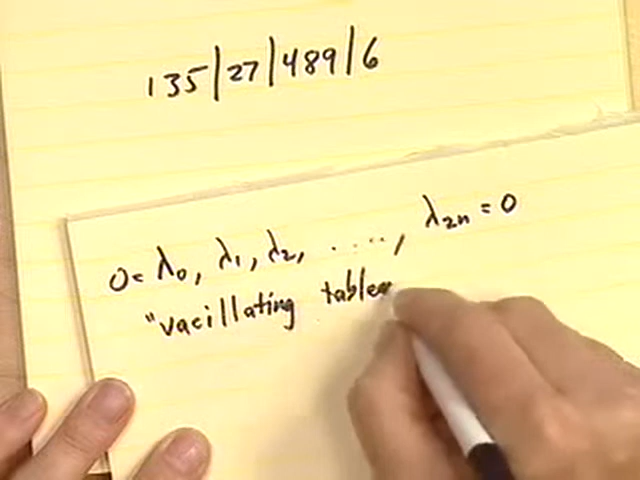 135|27|489|6
0=λ₀, λ₁, λ₂, ....., λ₂ₙ=0
"vacillating tablea